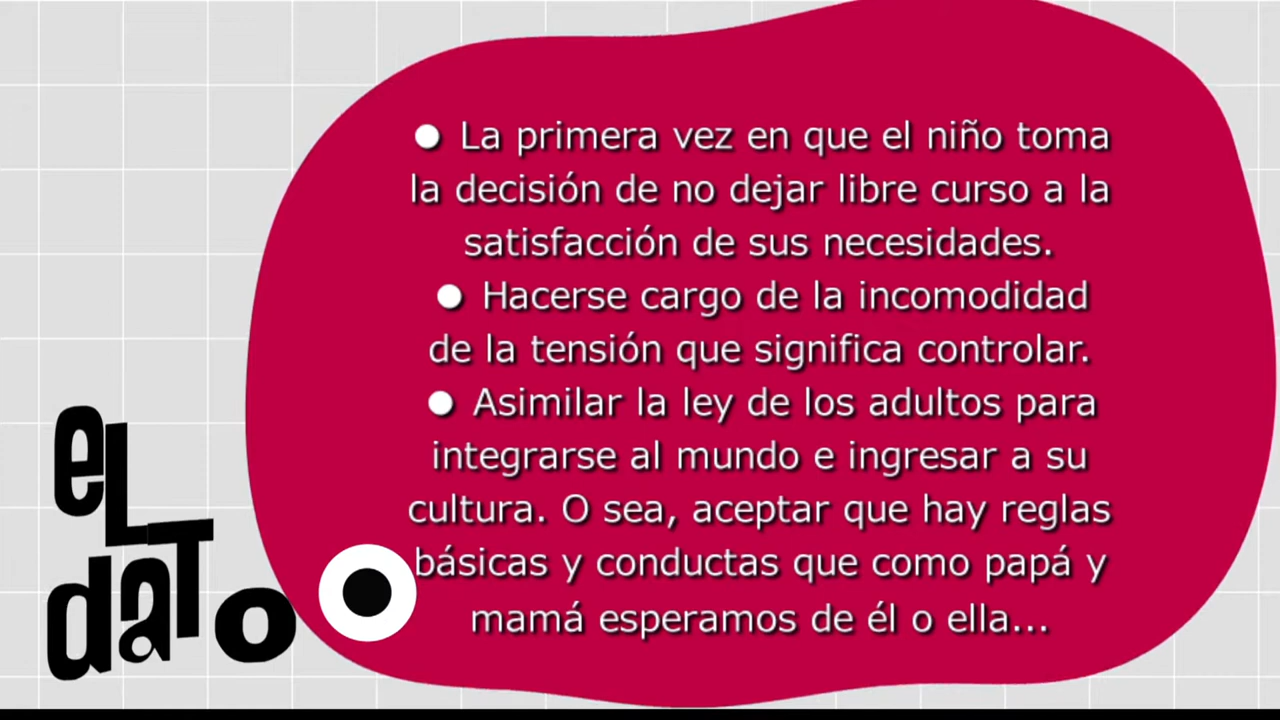 ● La primera vez en que el niño toma
la decisión de no dejar libre curso a la
satisfacción de sus necesidades.
● Hacerse cargo de la incomodidad
de la tensión que significa controlar.
● Asimilar la ley de los adultos para
integrarse al mundo e ingresar a su
cultura. O sea, aceptar que hay reglas
básicas y conductas que como papá y
mamá esperamos de él o ella...
eL
daTo